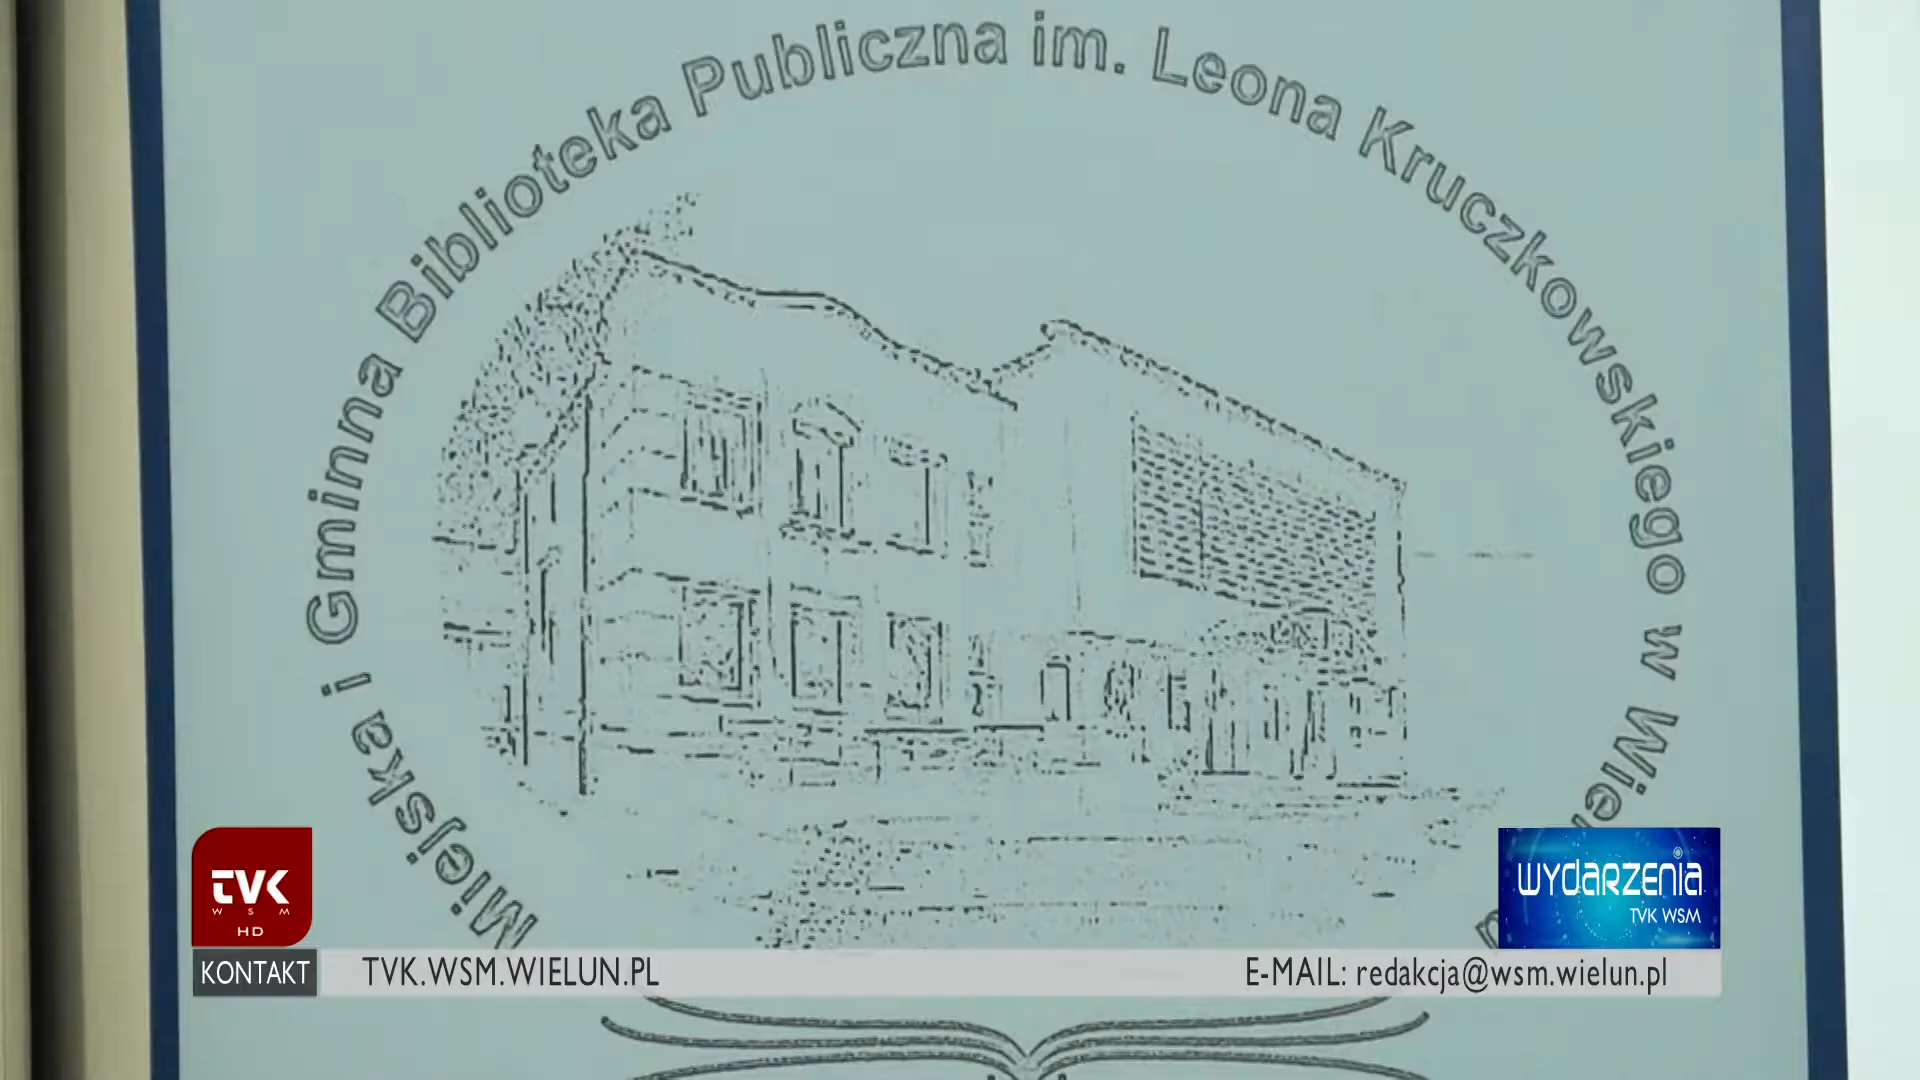 Miejska i Gminna Biblioteka Publiczna im. Leona Kruczkowskiego w
TVK
WSM
HD
WYDARZENIA
TVK WSM
KONTAKT
TVK.WSM.WIELUN.PL
E-MAIL: redakcja@wsm.wielun.pl